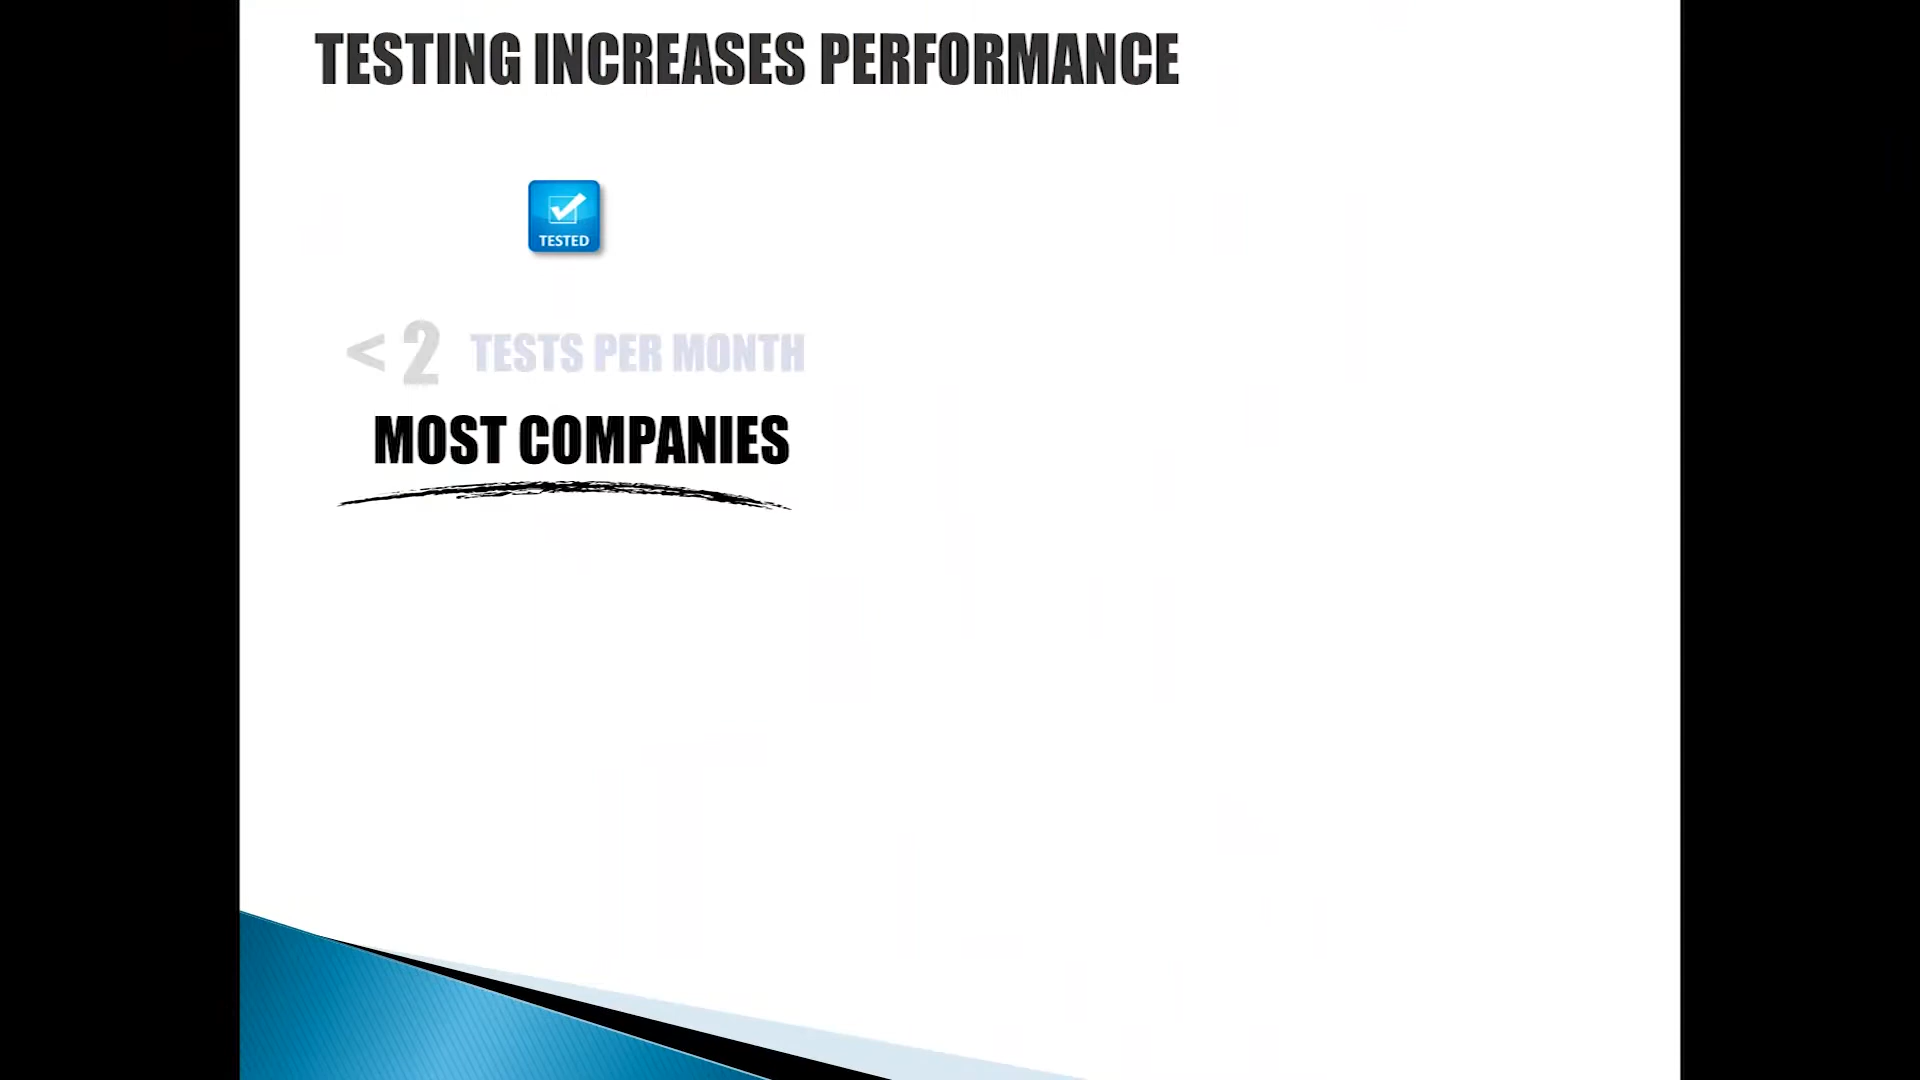 TESTING INCREASES PERFORMANCE
TESTED
< 2 TESTS PER MONTH
MOST COMPANIES